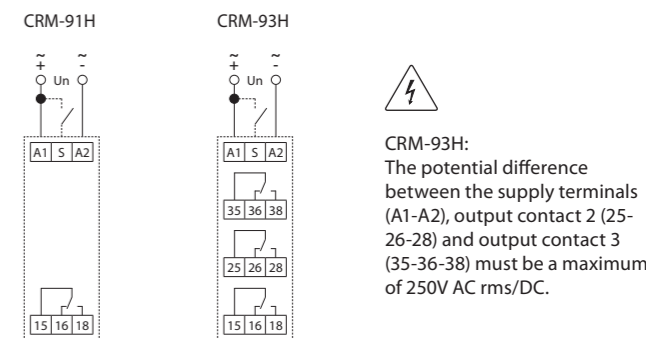 CRM-91H
~ ~
+ Un -
A1 S A2
15 16 18
CRM-93H
~ ~
+ Un -
A1 S A2
35 36 38
25 26 28
15 16 18
CRM-93H:
The potential difference
between the supply terminals
(A1-A2), output contact 2 (25-
26-28) and output contact 3
(35-36-38) must be a maximum
of 250V AC rms/DC.